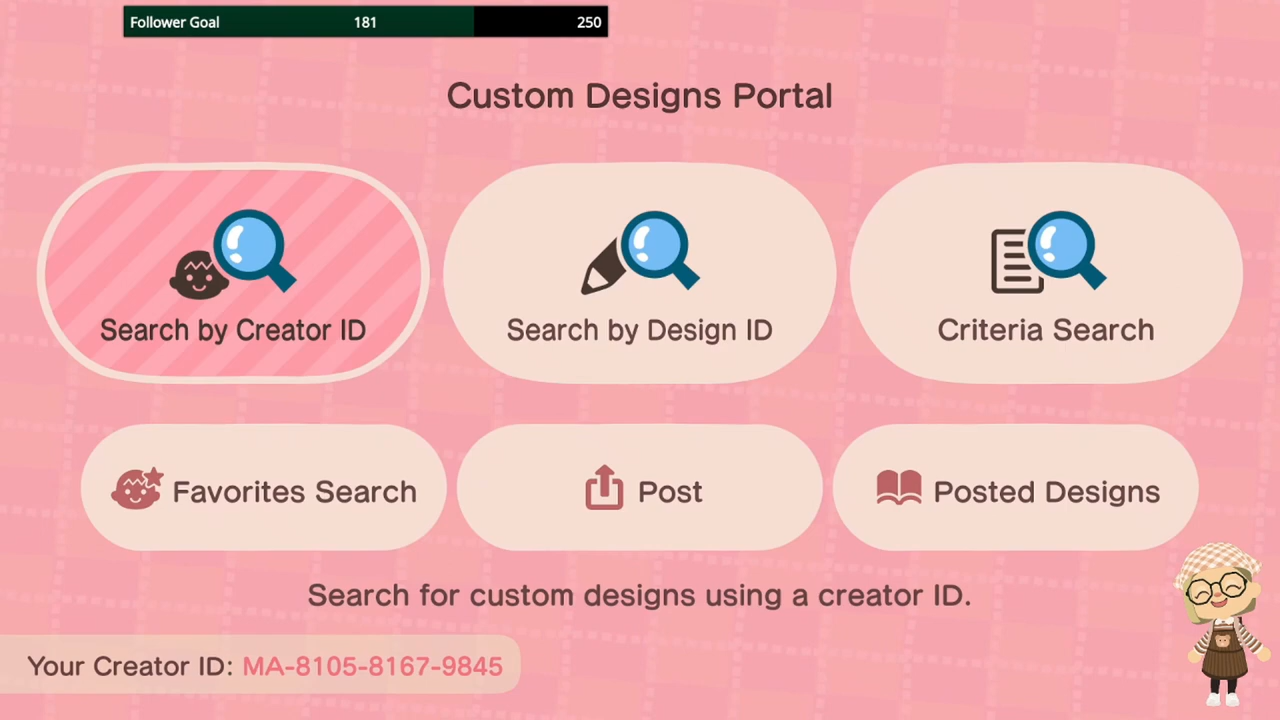 Follower Goal 181 250
Custom Designs Portal
Search by Creator ID
Search by Design ID
Criteria Search
Favorites Search
Post
Posted Designs
Search for custom designs using a creator ID.
Your Creator ID: MA-8105-8167-9845